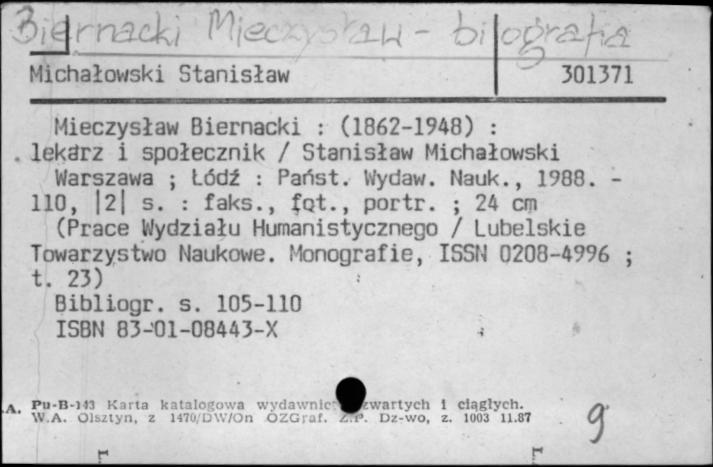 Biernacki Mieczysław - biografia
Michałowski Stanisław 301371
Mieczysław Biernacki : (1862-1948) :
lekarz i społecznik / Stanisław Michałowski
Warszawa ; Łódź : Państ. Wydaw. Nauk., 1988. -
110, |2| s. : faks., fot., portr. ; 24 cm
(Prace Wydziału Humanistycznego / Lubelskie
Towarzystwo Naukowe. Monografie, ISSN 0208-4996 ;
t. 23)
Bibliogr. s. 105-110
ISBN 83-01-08443-X
.A. Pu-B-143 Karta katalogowa wydawnic zwartych i ciągłych.
W.A. Olsztyn, z 1470/DW/On OZGraf. Z.P. Dz-wo, z. 1003 11.87
9